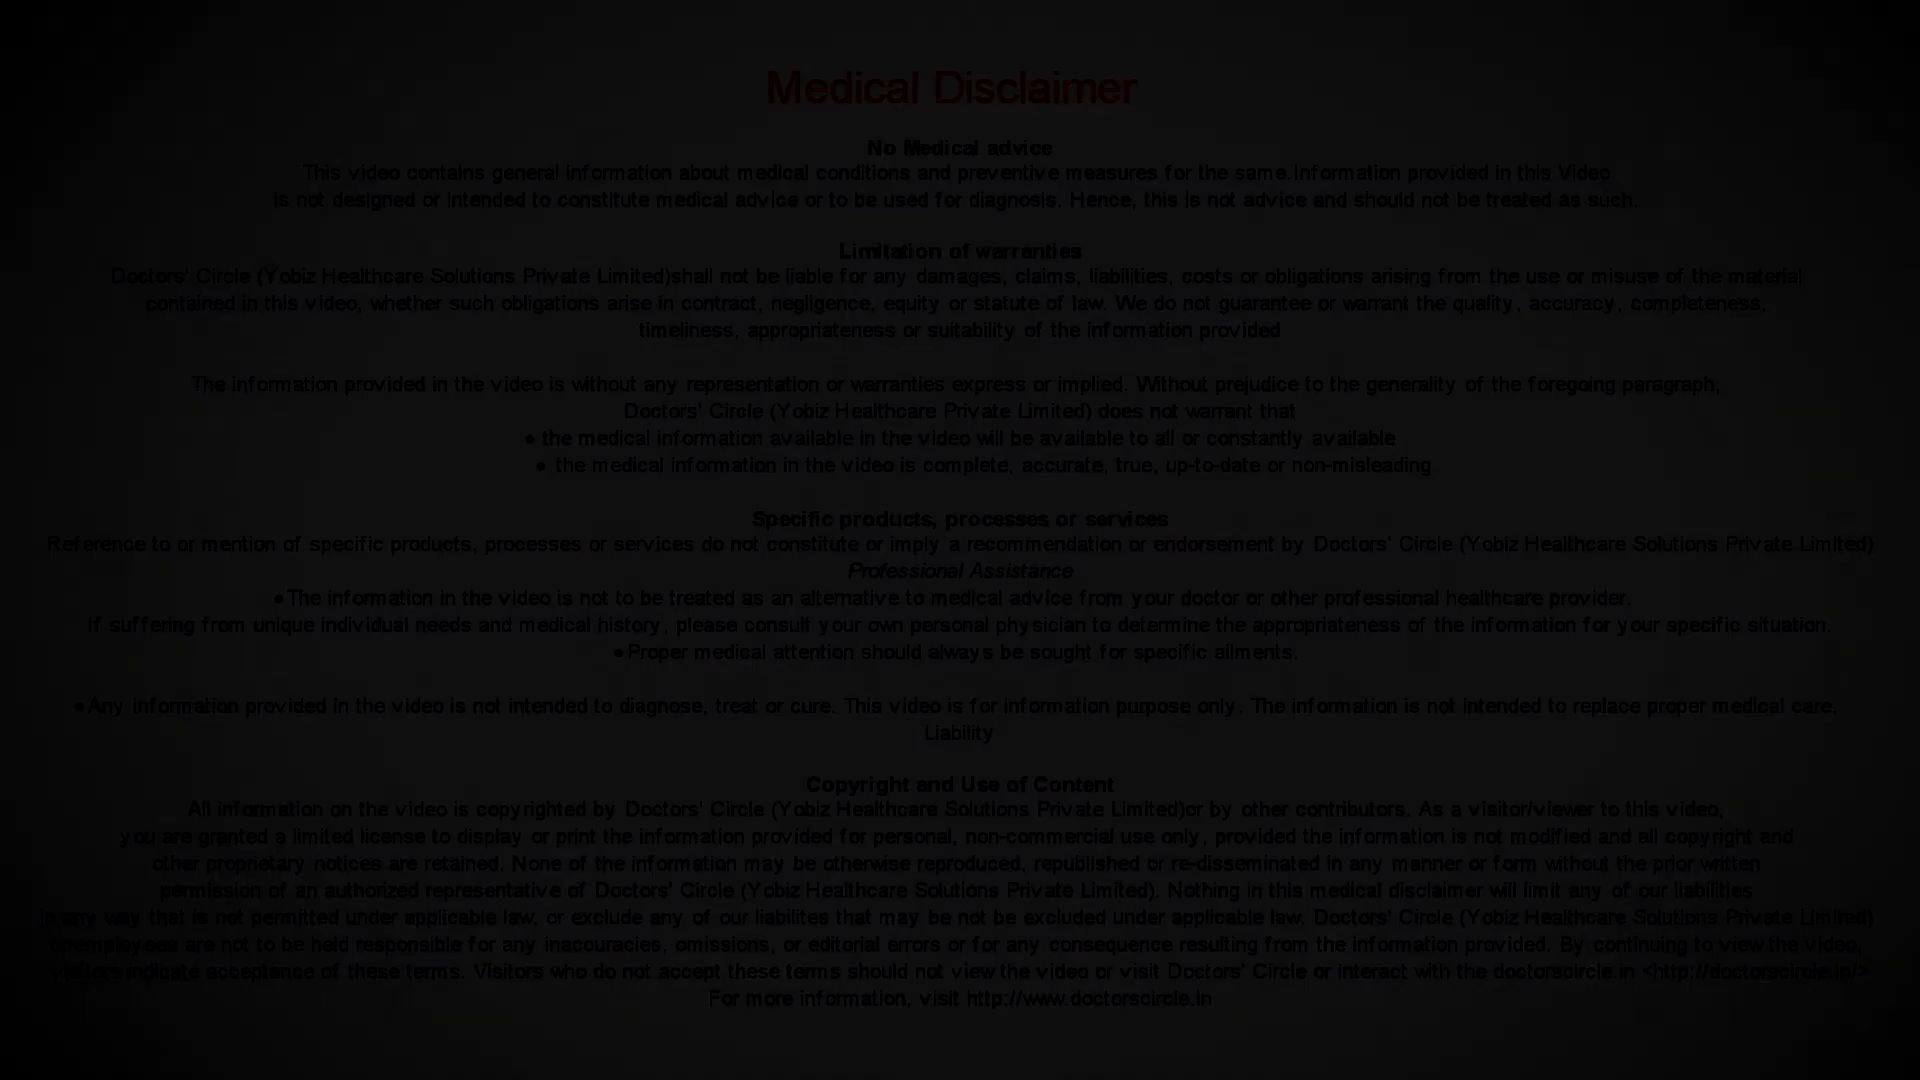 Medical Disclaimer
No Medical advice
This video contains general information about medical conditions and preventive measures for the same.Information provided in this Video
is not designed or intended to constitute medical advice or to be used for diagnosis. Hence, this is not advice and should not be treated as such.
Limitation of warranties
Doctors' Circle (Yobiz Healthcare Solutions Private Limited)shall not be liable for any damages, claims, liabilities, costs or obligations arising from the use or misuse of the material
contained in this video, whether such obligations arise in contract, negligence, equity or statute of law. We do not guarantee or warrant the quality, accuracy, completeness,
timeliness, appropriateness or suitability of the information provided
The information provided in the video is without any representation or warranties express or implied. Without prejudice to the generality of the foregoing paragraph,
Doctors' Circle (Yobiz Healthcare Private Limited) does not warrant that
• the medical information available in the video will be available to all or constantly available
• the medical information in the video is complete, accurate, true, up-to-date or non-misleading
Specific products, processes or services
Reference to or mention of specific products, processes or services do not constitute or imply a recommendation or endorsement by Doctors' Circle (Yobiz Healthcare Solutions Private Limited)
Professional Assistance
•The information in the video is not to be treated as an alternative to medical advice from your doctor or other professional healthcare provider.
If suffering from unique individual needs and medical history, please consult your own personal physician to determine the appropriateness of the information for your specific situation.
•Proper medical attention should always be sought for specific ailments.
•Any information provided in the video is not intended to diagnose, treat or cure. This video is for information purpose only. The information is not intended to replace proper medical care,
Liability
Copyright and Use of Content
All information on the video is copyrighted by Doctors' Circle (Yobiz Healthcare Solutions Private Limited)or by other contributors. As a visitor/viewer to this video,
you are granted a limited license to display or print the information provided for personal, non-commercial use only, provided the information is not modified and all copyright and
other proprietary notices are retained. None of the information may be otherwise reproduced, republished or re-disseminated in any manner or form without the prior written
permission of an authorized representative of Doctors' Circle (Yobiz Healthcare Solutions Private Limited). Nothing in this medical disclaimer will limit any of our liabilities
in any way that is not permitted under applicable law, or exclude any of our liabilites that may be not be excluded under applicable law. Doctors' Circle (Yobiz Healthcare Solutions Private Limited)
or employees are not to be held responsible for any inaccuracies, omissions, or editorial errors or for any consequence resulting from the information provided. By continuing to view the video,
visitors indicate acceptance of these terms. Visitors who do not accept these terms should not view the video or visit Doctors' Circle or interact with the doctorscircle.in <http://doctorscircle.in/>
For more information, visit http://www.doctorscircle.in